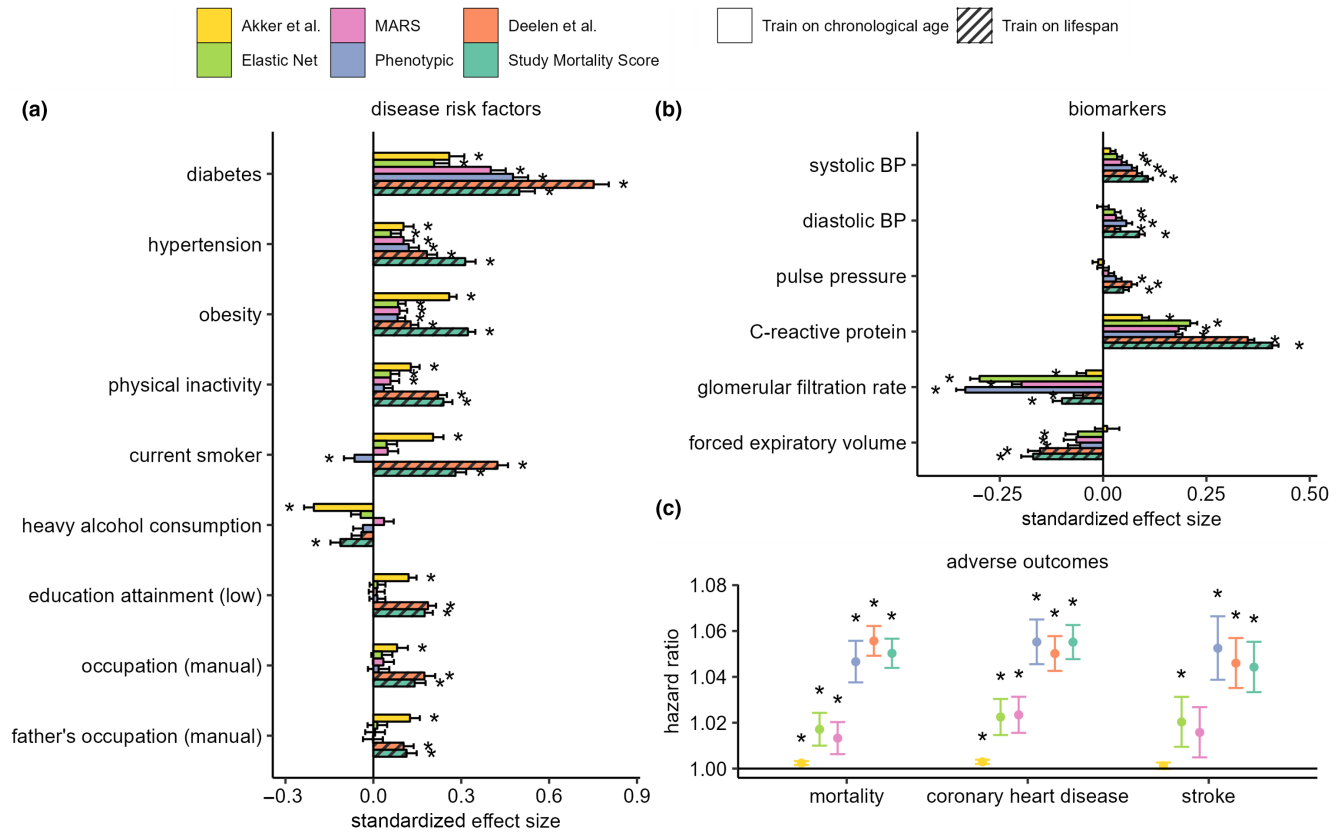 Akker et al. MARS Deelen et al. Train on chronological age Train on lifespan
Elastic Net Phenotypic Study Mortality Score
(a) disease risk factors
diabetes
hypertension
obesity
physical inactivity
current smoker
heavy alcohol consumption
education attainment (low)
occupation (manual)
father's occupation (manual)
−0.3 0.0 0.3 0.6 0.9
standardized effect size
(b) biomarkers
systolic BP
diastolic BP
pulse pressure
C-reactive protein
glomerular filtration rate
forced expiratory volume
−0.25 0.00 0.25 0.50
standardized effect size
(c)
adverse outcomes
1.08
1.06
1.04
1.02
1.00
hazard ratio
mortality coronary heart disease stroke